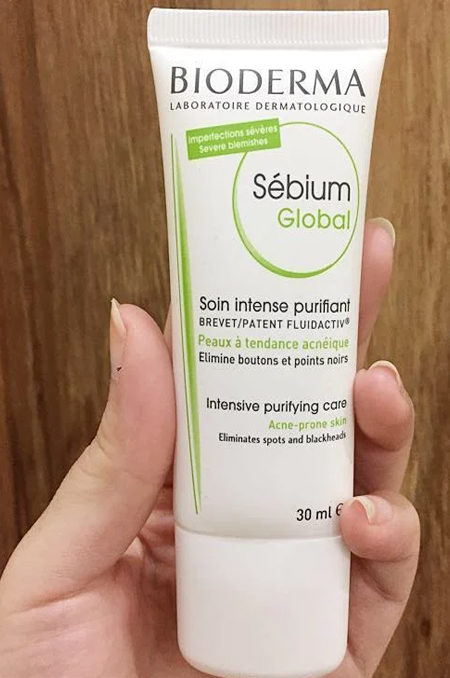 BIODERMA
LABORATOIRE DERMATOLOGIQUE
Imperfections sévères
Severe blemishes
Sébium
Global
Soin intense purifiant
BREVET/PATENT FLUIDACTIV®
Peaux à tendance acnéique
Elimine boutons et points noirs
Intensive purifying care
Acne-prone skin
Eliminates spots and blackheads
30 ml e